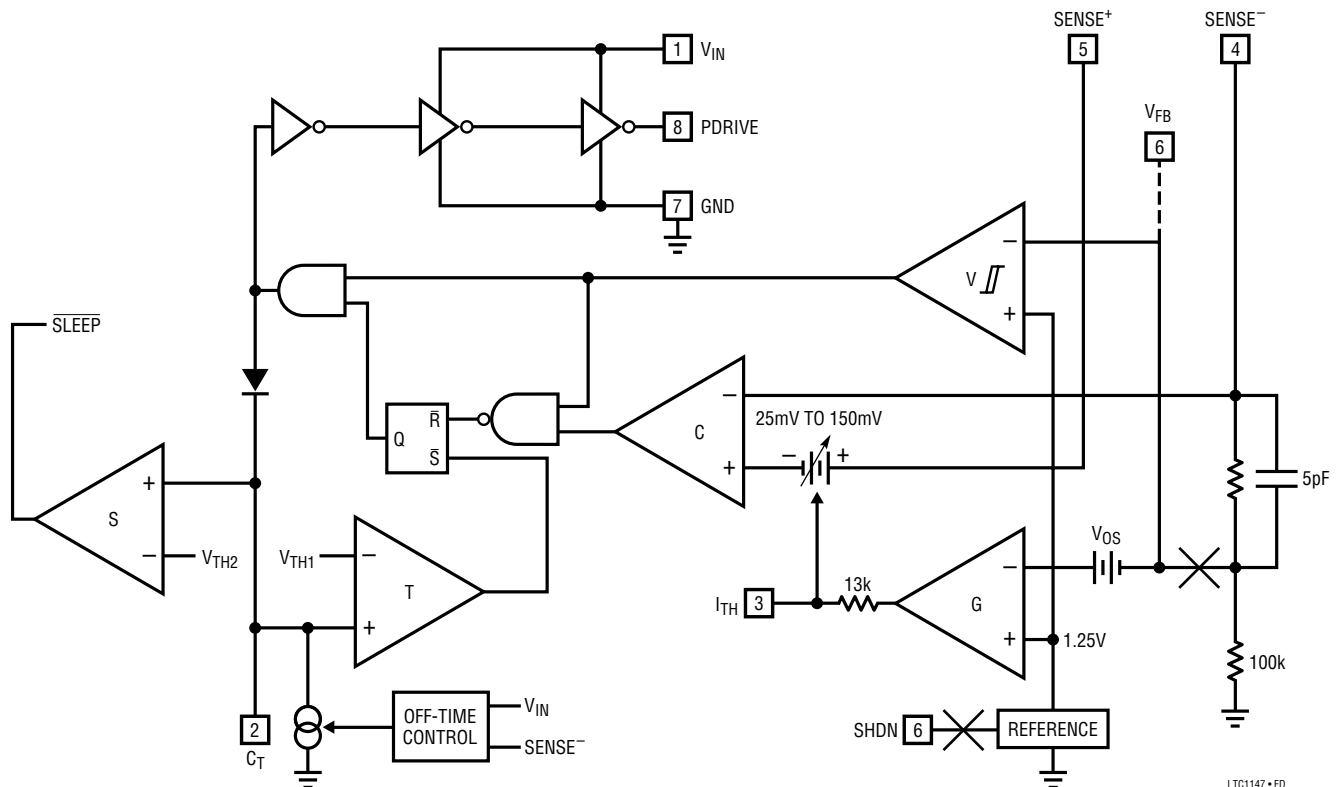 SENSE+
SENSE−
5
4
1
VIN
8
PDRIVE
VFB
6
7
GND
−
V
+
SLEEP
−
25mV TO 150mV
C
R
Q
S
+
− +
+
S
−
VTH2
5pF
VTH1
−
VOS
T
13k
−
G
ITH
3
+
+
1.25V
100k
OFF-TIME
CONTROL
VIN
SENSE−
2
CT
SHDN
6
REFERENCE
LTC1147 • FD